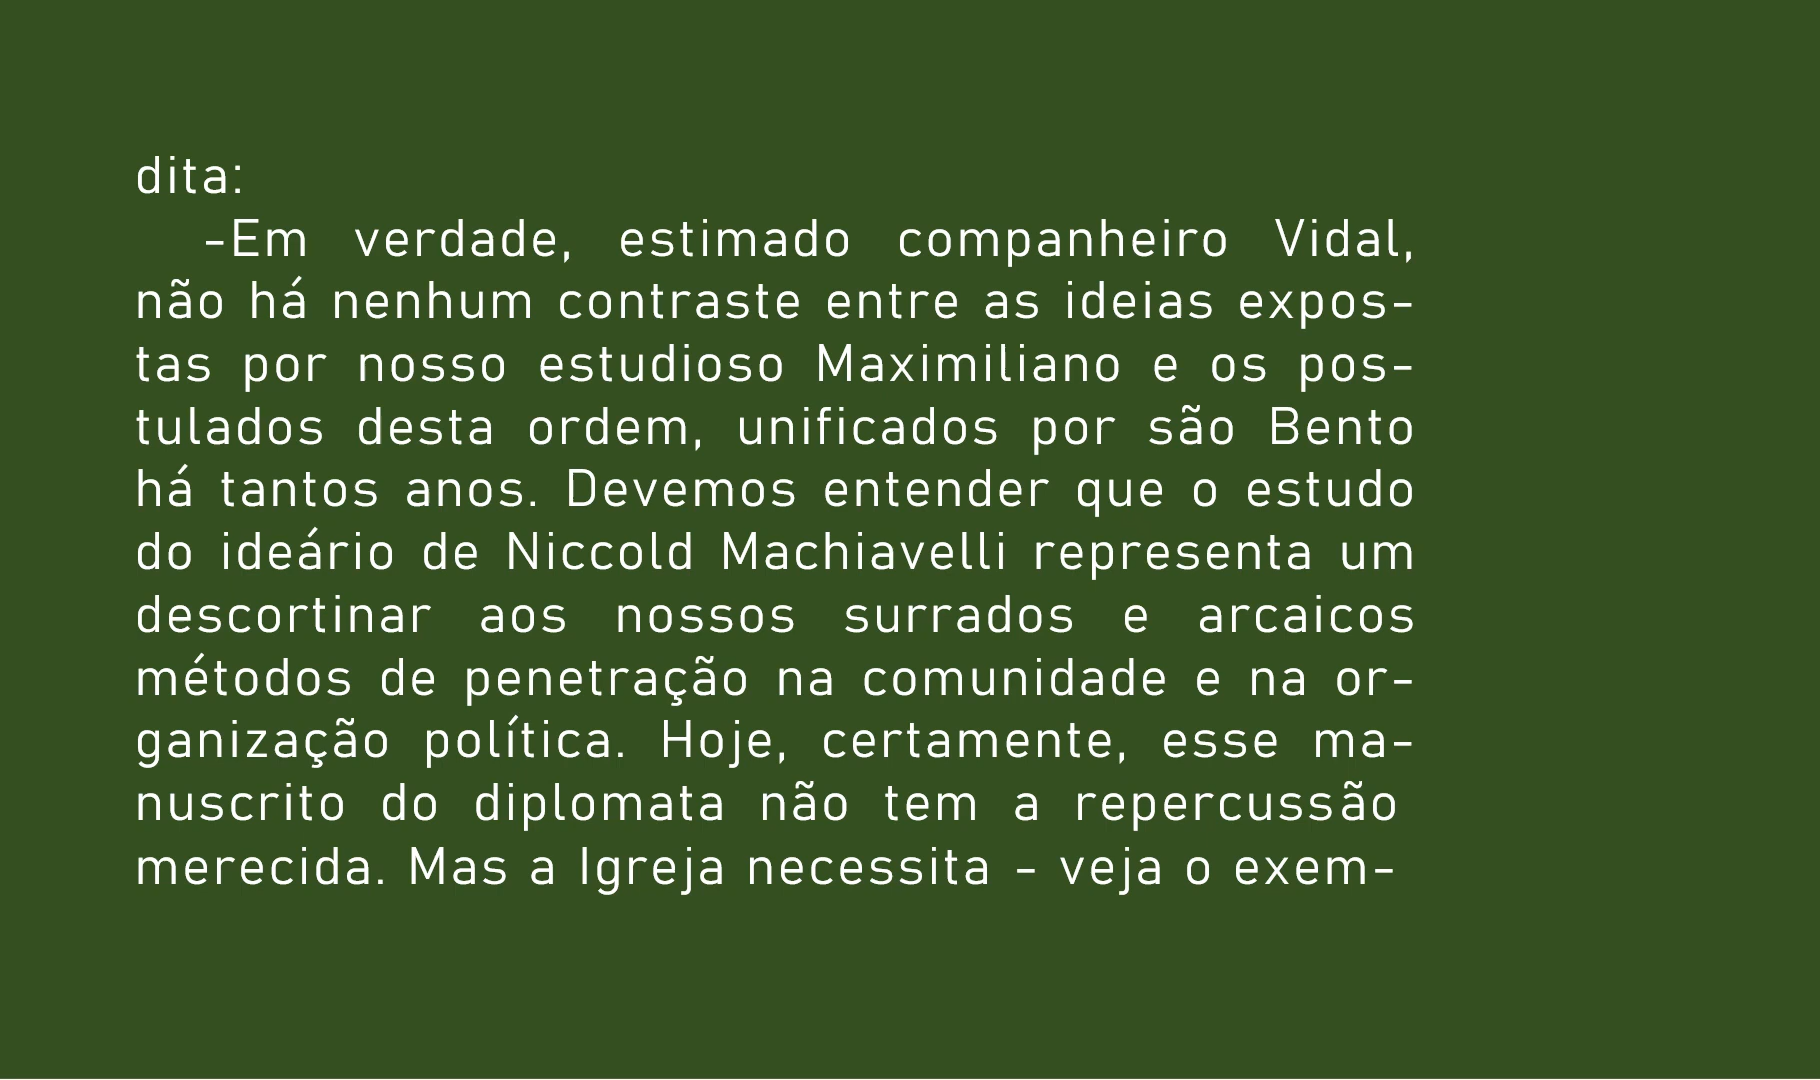 dita:
-Em verdade, estimado companheiro Vidal,
não há nenhum contraste entre as ideias expos-
tas por nosso estudioso Maximiliano e os pos-
tulados desta ordem, unificados por são Bento
há tantos anos. Devemos entender que o estudo
do ideário de Niccold Machiavelli representa um
descortinar aos nossos surrados e arcaicos
métodos de penetração na comunidade e na or-
ganização política. Hoje, certamente, esse ma-
nuscrito do diplomata não tem a repercussão
merecida. Mas a Igreja necessita - veja o exem-